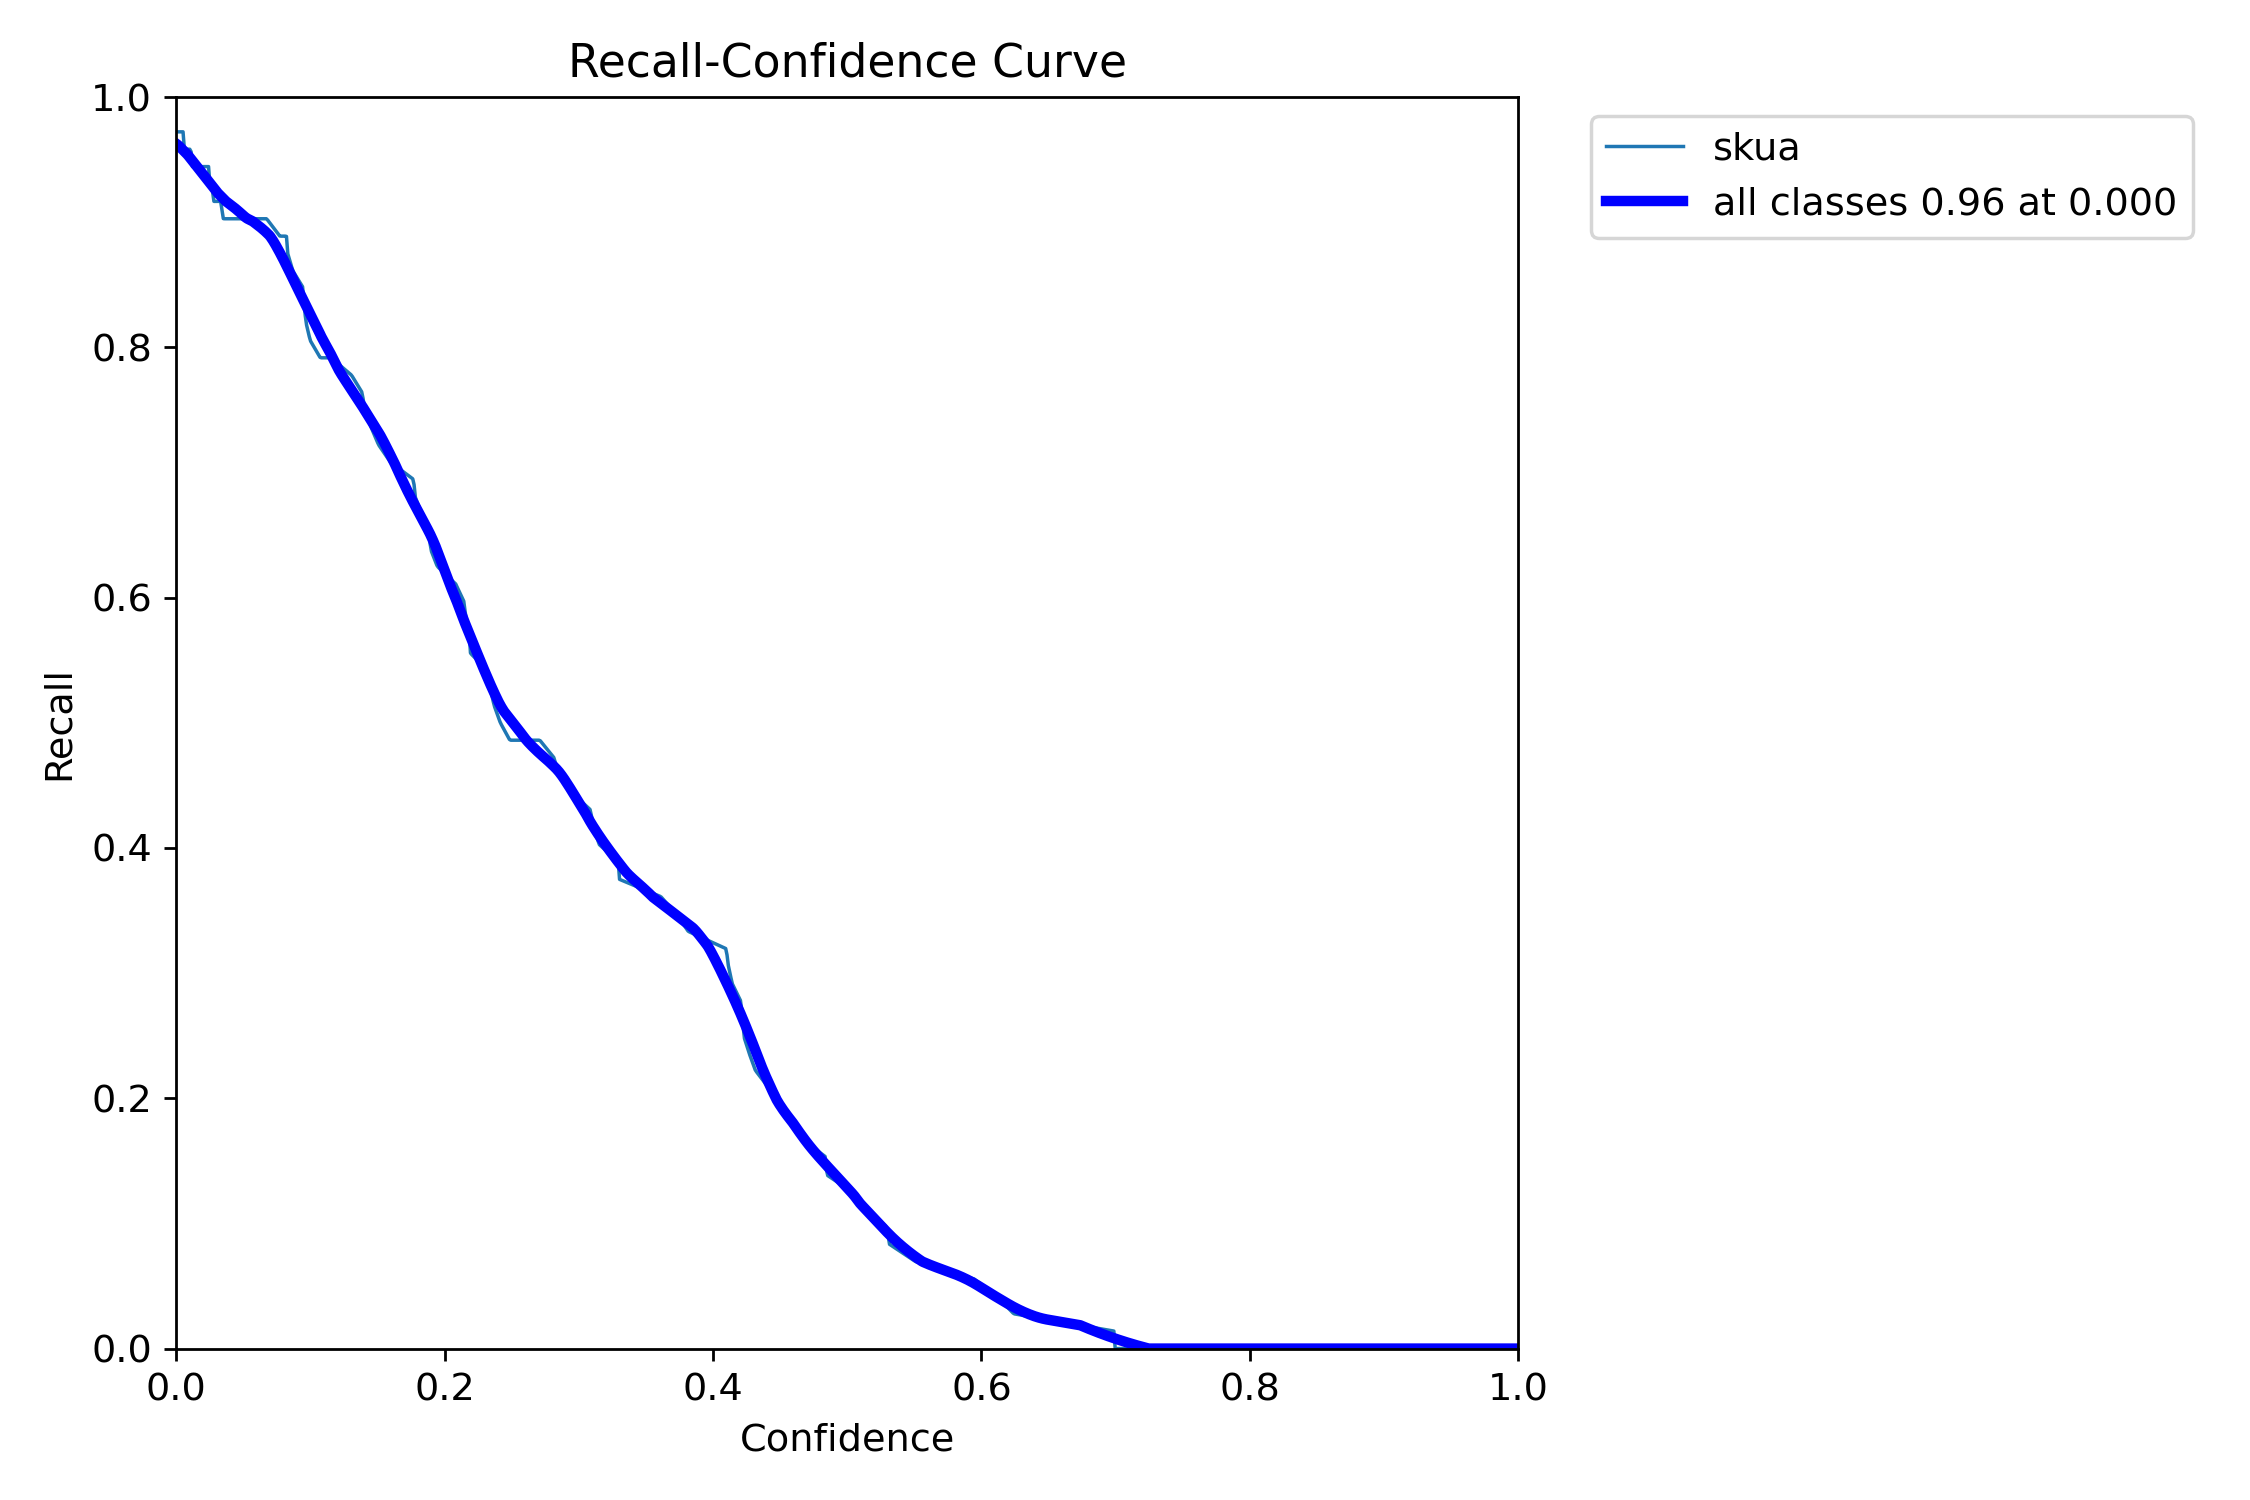 Recall-Confidence Curve
1.0
0.8
0.6
0.4
0.2
0.0
Recall
0.0 0.2 0.4 0.6 0.8 1.0
Confidence
skua
all classes 0.96 at 0.000